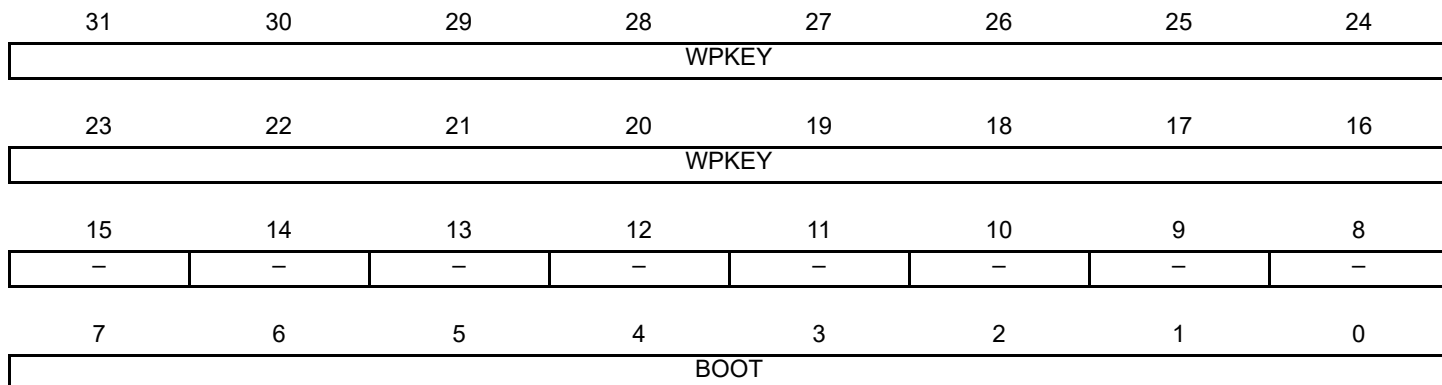 31 30 29 28 27 26 25 24
WPKEY
23 22 21 20 19 18 17 16
WPKEY
15 14 13 12 11 10 9 8
– – – – – – – –
7 6 5 4 3 2 1 0
BOOT